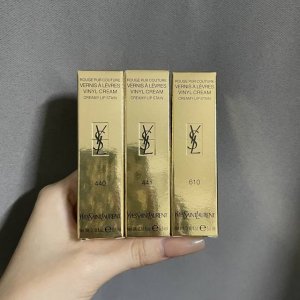 ROUGE PUR COUTURE
VERNIS À LÈVRES
VINYL CREAM
CREAMY LIP STAIN
YSL
440
YVES SAINT LAURENT
ROUGE PUR COUTURE
VERNIS À LÈVRES
VINYL CREAM
CREAMY LIP STAIN
YSL
YVES SAINT LAURENT
ROUGE PUR COUTURE
VERNIS À LÈVRES
VINYL CREAM
CREAMY LIP STAIN
YSL
610
YVES SAINT LAURENT